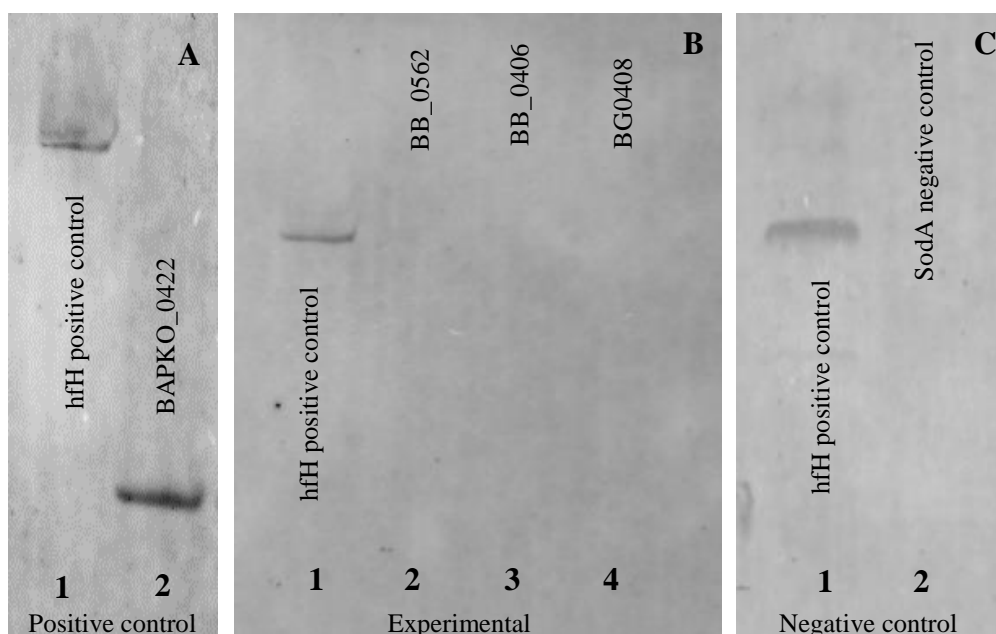 A
hfH positive control
BAPKO_0422
1 2
Positive control
B
BB_0562
BB_0406
BG0408
hfH positive control
1 2 3 4
Experimental
C
SodA negative control
hfH positive control
1 2
Negative control